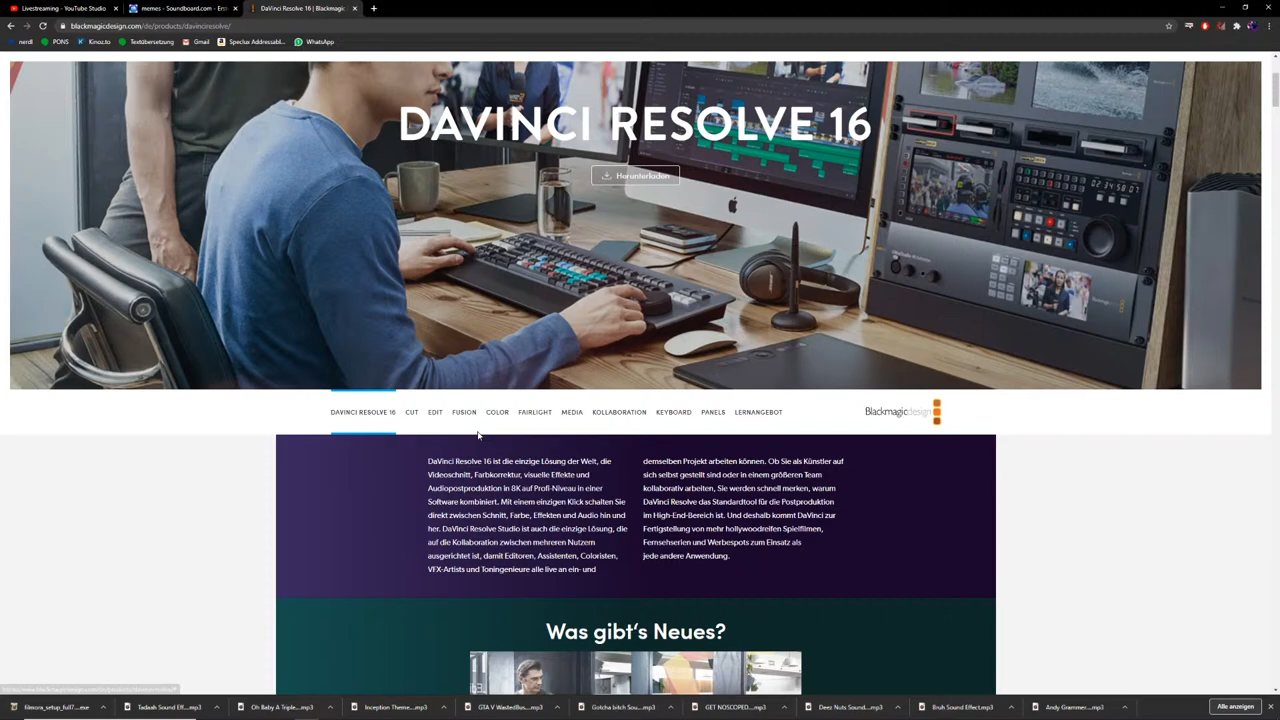 Livestreaming - YouTube Studio
memes - Soundboard.com - Erst
DaVinci Resolve 16 | Blackmagic
blackmagicdesign.com/de/products/davinciresolve/
nerdl
PONS
Kinoz.to
Textübersetzung
Gmail
Speclux Addressabl...
WhatsApp
DAVINCI RESOLVE 16
Herunterladen
DAVINCI RESOLVE 16 CUT EDIT FUSION COLOR FAIRLIGHT MEDIA KOLLABORATION KEYBOARD PANELS LERNANGEBOT
Blackmagicdesign
DaVinci Resolve 16 ist die einzige Lösung der Welt, die
Videoschnitt, Farbkorrektur, visuelle Effekte und
Audiopostproduktion in 8K auf Profi-Niveau in einer
Software kombiniert. Mit einem einzigen Klick schalten Sie
direkt zwischen Schnitt, Farbe, Effekten und Audio hin und
her. DaVinci Resolve Studio ist auch die einzige Lösung, die
auf die Kollaboration zwischen mehreren Nutzern
ausgerichtet ist, damit Editoren, Assistenten, Coloristen,
VFX-Artists und Toningenieure alle live an ein- und
demselben Projekt arbeiten können. Ob Sie als Künstler auf
sich selbst gestellt sind oder in einem größeren Team
kollaborativ arbeiten, Sie werden schnell merken, warum
DaVinci Resolve das Standardtool für die Postproduktion
im High-End-Bereich ist. Und deshalb kommt DaVinci zur
Fertigstellung von mehr hollywoodreifen Spielfilmen,
Fernsehserien und Werbespots zum Einsatz als
jede andere Anwendung.
Was gibt's Neues?
filmora_setup_full7....exe
Tadaah Sound Eff....mp3
Oh Baby A Triple....mp3
Inception Theme....mp3
GTA V WastedBus....mp3
Gotcha bitch Sou....mp3
GET NOSCOPED....mp3
Deez Nuts Sound....mp3
Bruh Sound Effect.mp3
Andy Grammer....mp3
Alle anzeigen